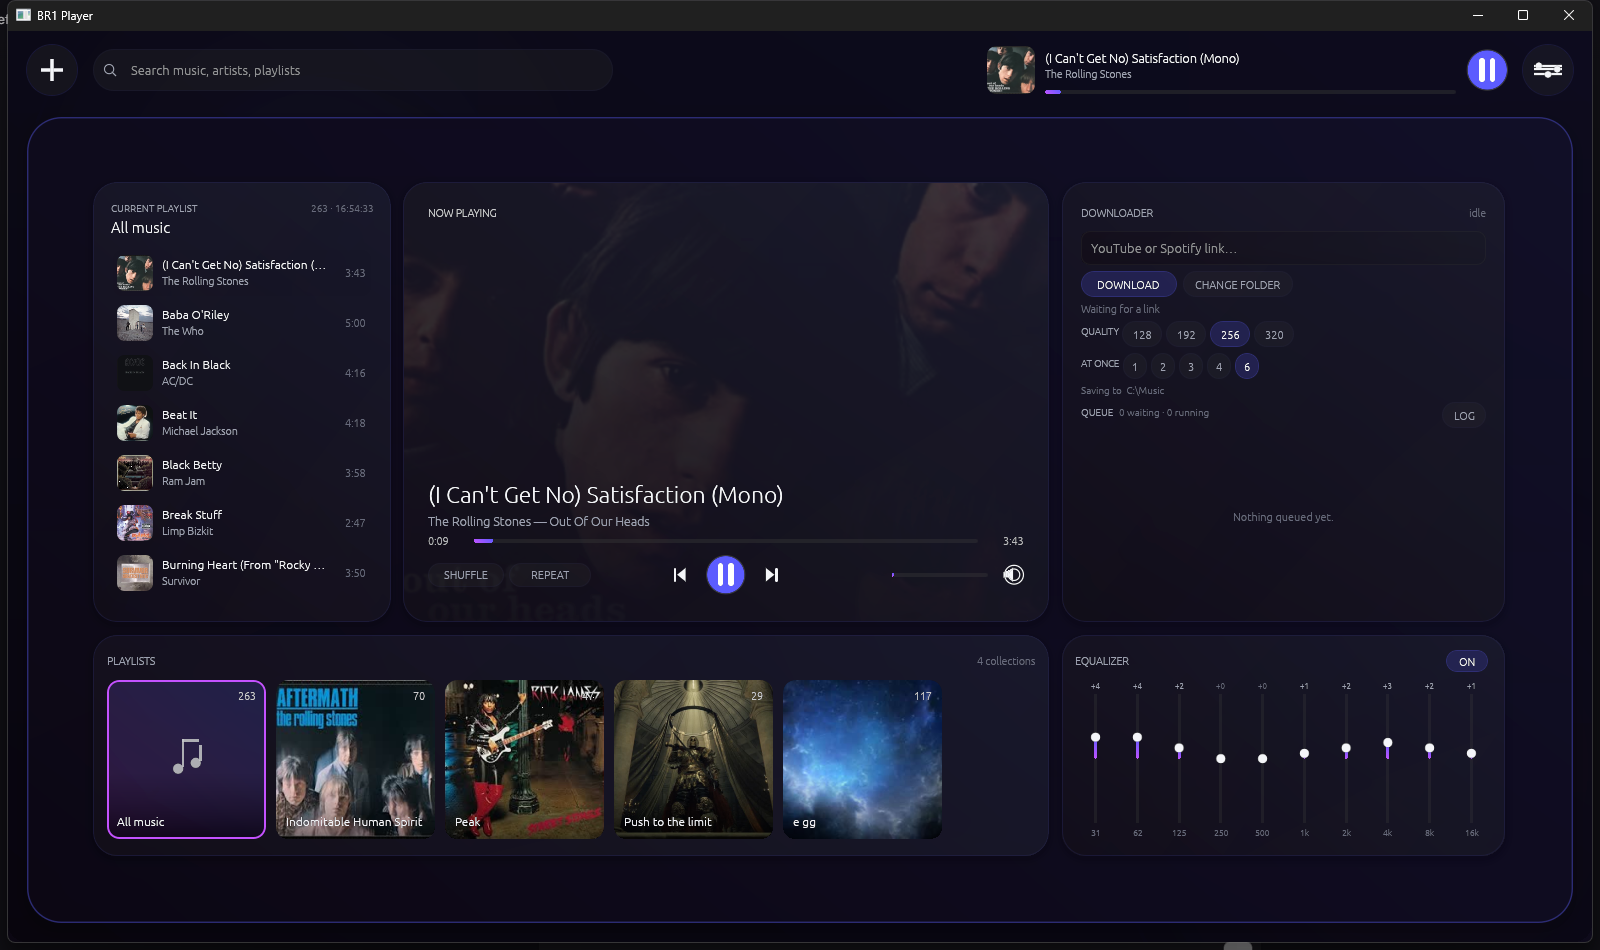 BR1 Player
Search music, artists, playlists
(I Can't Get No) Satisfaction (Mono)
The Rolling Stones
CURRENT PLAYLIST
263 · 16:54:33
All music
(I Can't Get No) Satisfaction (...
The Rolling Stones
3:43
Baba O'Riley
The Who
5:00
Back In Black
AC/DC
4:16
Beat It
Michael Jackson
4:18
Black Betty
Ram Jam
3:58
Break Stuff
Limp Bizkit
2:47
Burning Heart (From "Rocky ...
Survivor
3:50
NOW PLAYING
(I Can't Get No) Satisfaction (Mono)
The Rolling Stones — Out Of Our Heads
0:09
3:43
SHUFFLE
REPEAT
out of
our heads
DOWNLOADER
idle
YouTube or Spotify link...
DOWNLOAD
CHANGE FOLDER
Waiting for a link
QUALITY 128 192 256 320
AT ONCE 1 2 3 4 6
Saving to C:\Music
QUEUE 0 waiting · 0 running
LOG
Nothing queued yet.
PLAYLISTS
4 collections
263
All music
AFTERMATH
the rolling stones
70
Indomitable Human Spirit
RICK JAMES
Peak
29
Push to the limit
117
e gg
EQUALIZER
ON
+4 +4 +2 +0 +0 +1 +2 +3 +2 +1
31 62 125 250 500 1k 2k 4k 8k 16k